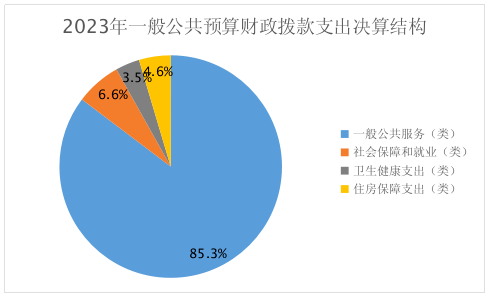 2023年一般公共预算财政拨款支出决算结构
4.6%
3.5%
6.6%
85.3%
一般公共服务（类）
社会保障和就业（类）
卫生健康支出（类）
住房保障支出（类）